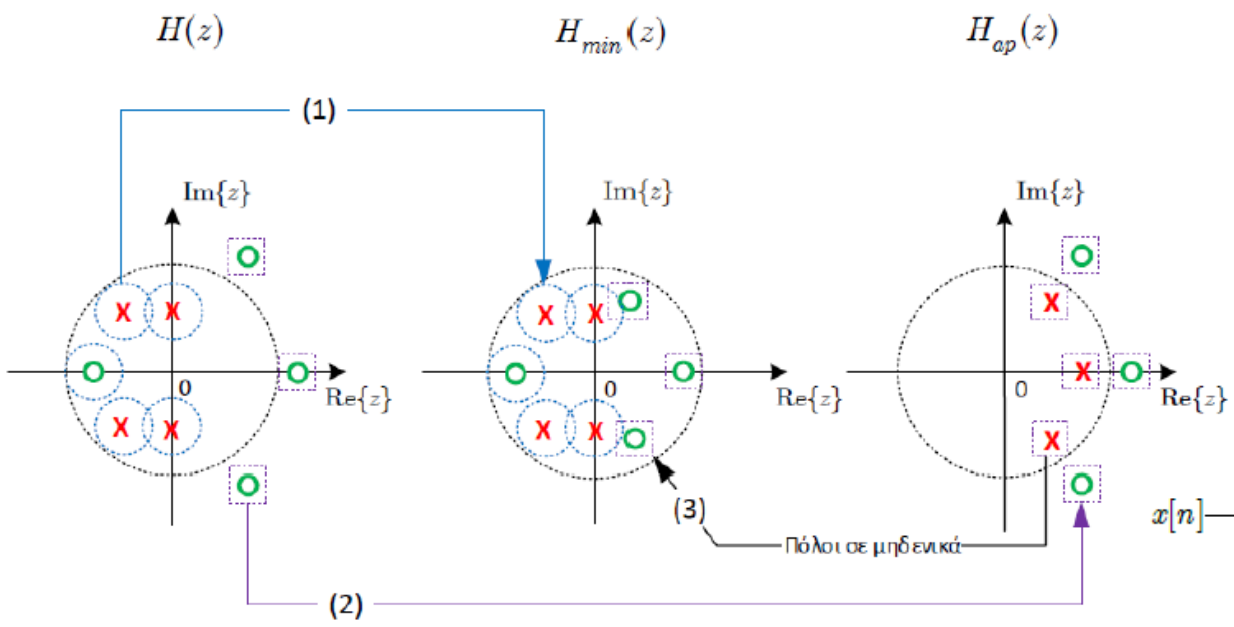 H(z)
H_min(z)
H_ap(z)
(1)
Im{z}
Im{z}
Im{z}
X X
X X
X
0
Re{z}
0
Re{z}
X
0
Re{z}
X X
X X
X
(3)
x[n]
Πόλοι σε μηδενικά
(2)